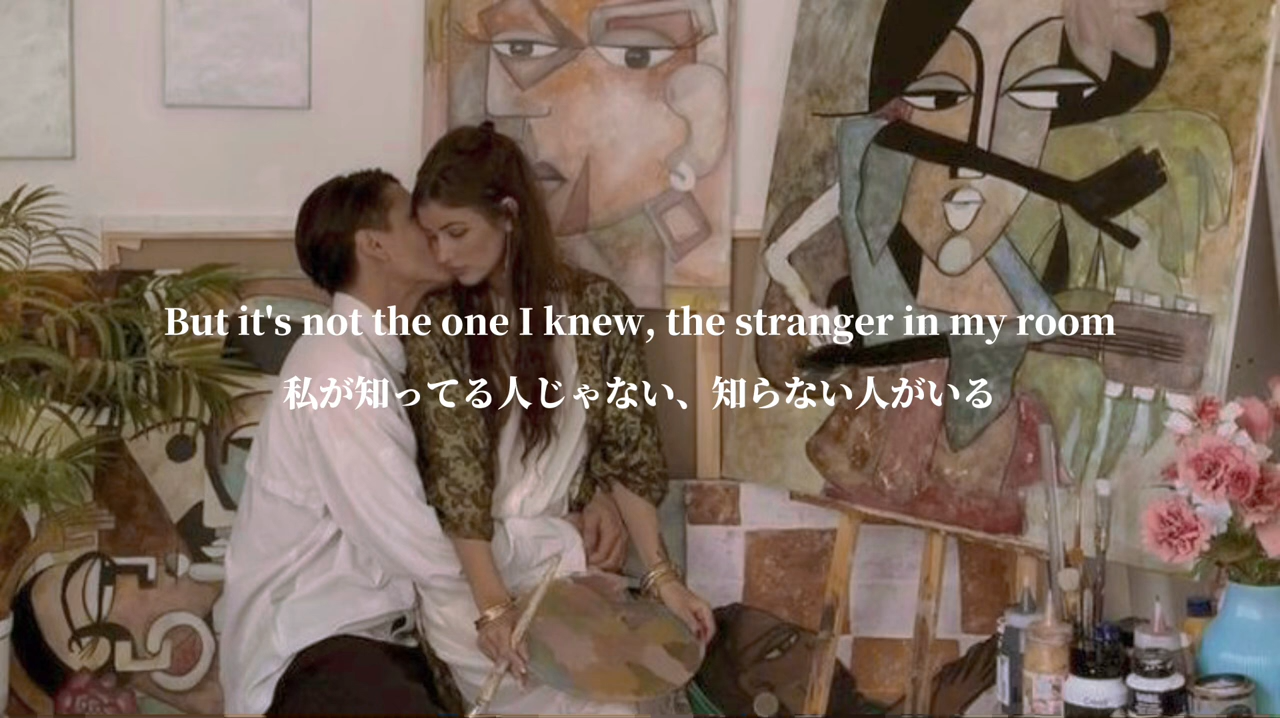 But it's not the one I knew, the stranger in my room
私が知ってる人じゃない、知らない人がいる